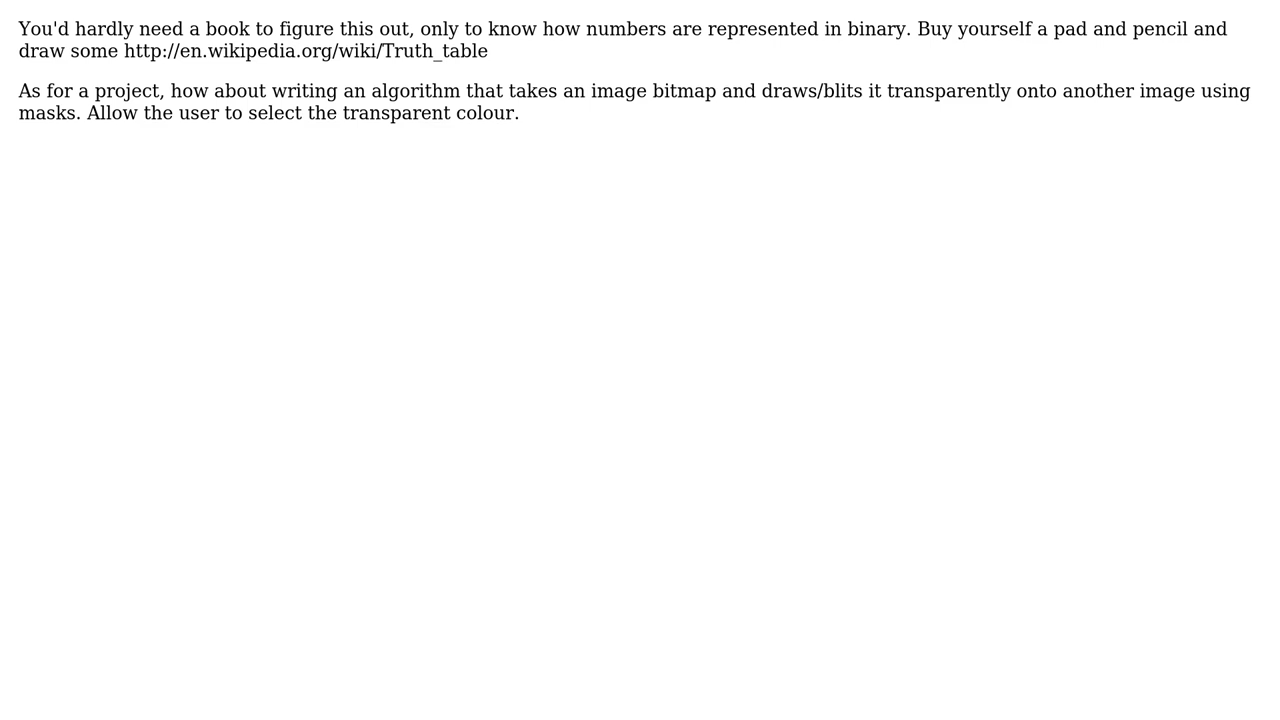 You'd hardly need a book to figure this out, only to know how numbers are represented in binary. Buy yourself a pad and pencil and
draw some http://en.wikipedia.org/wiki/Truth_table
As for a project, how about writing an algorithm that takes an image bitmap and draws/blits it transparently onto another image using
masks. Allow the user to select the transparent colour.